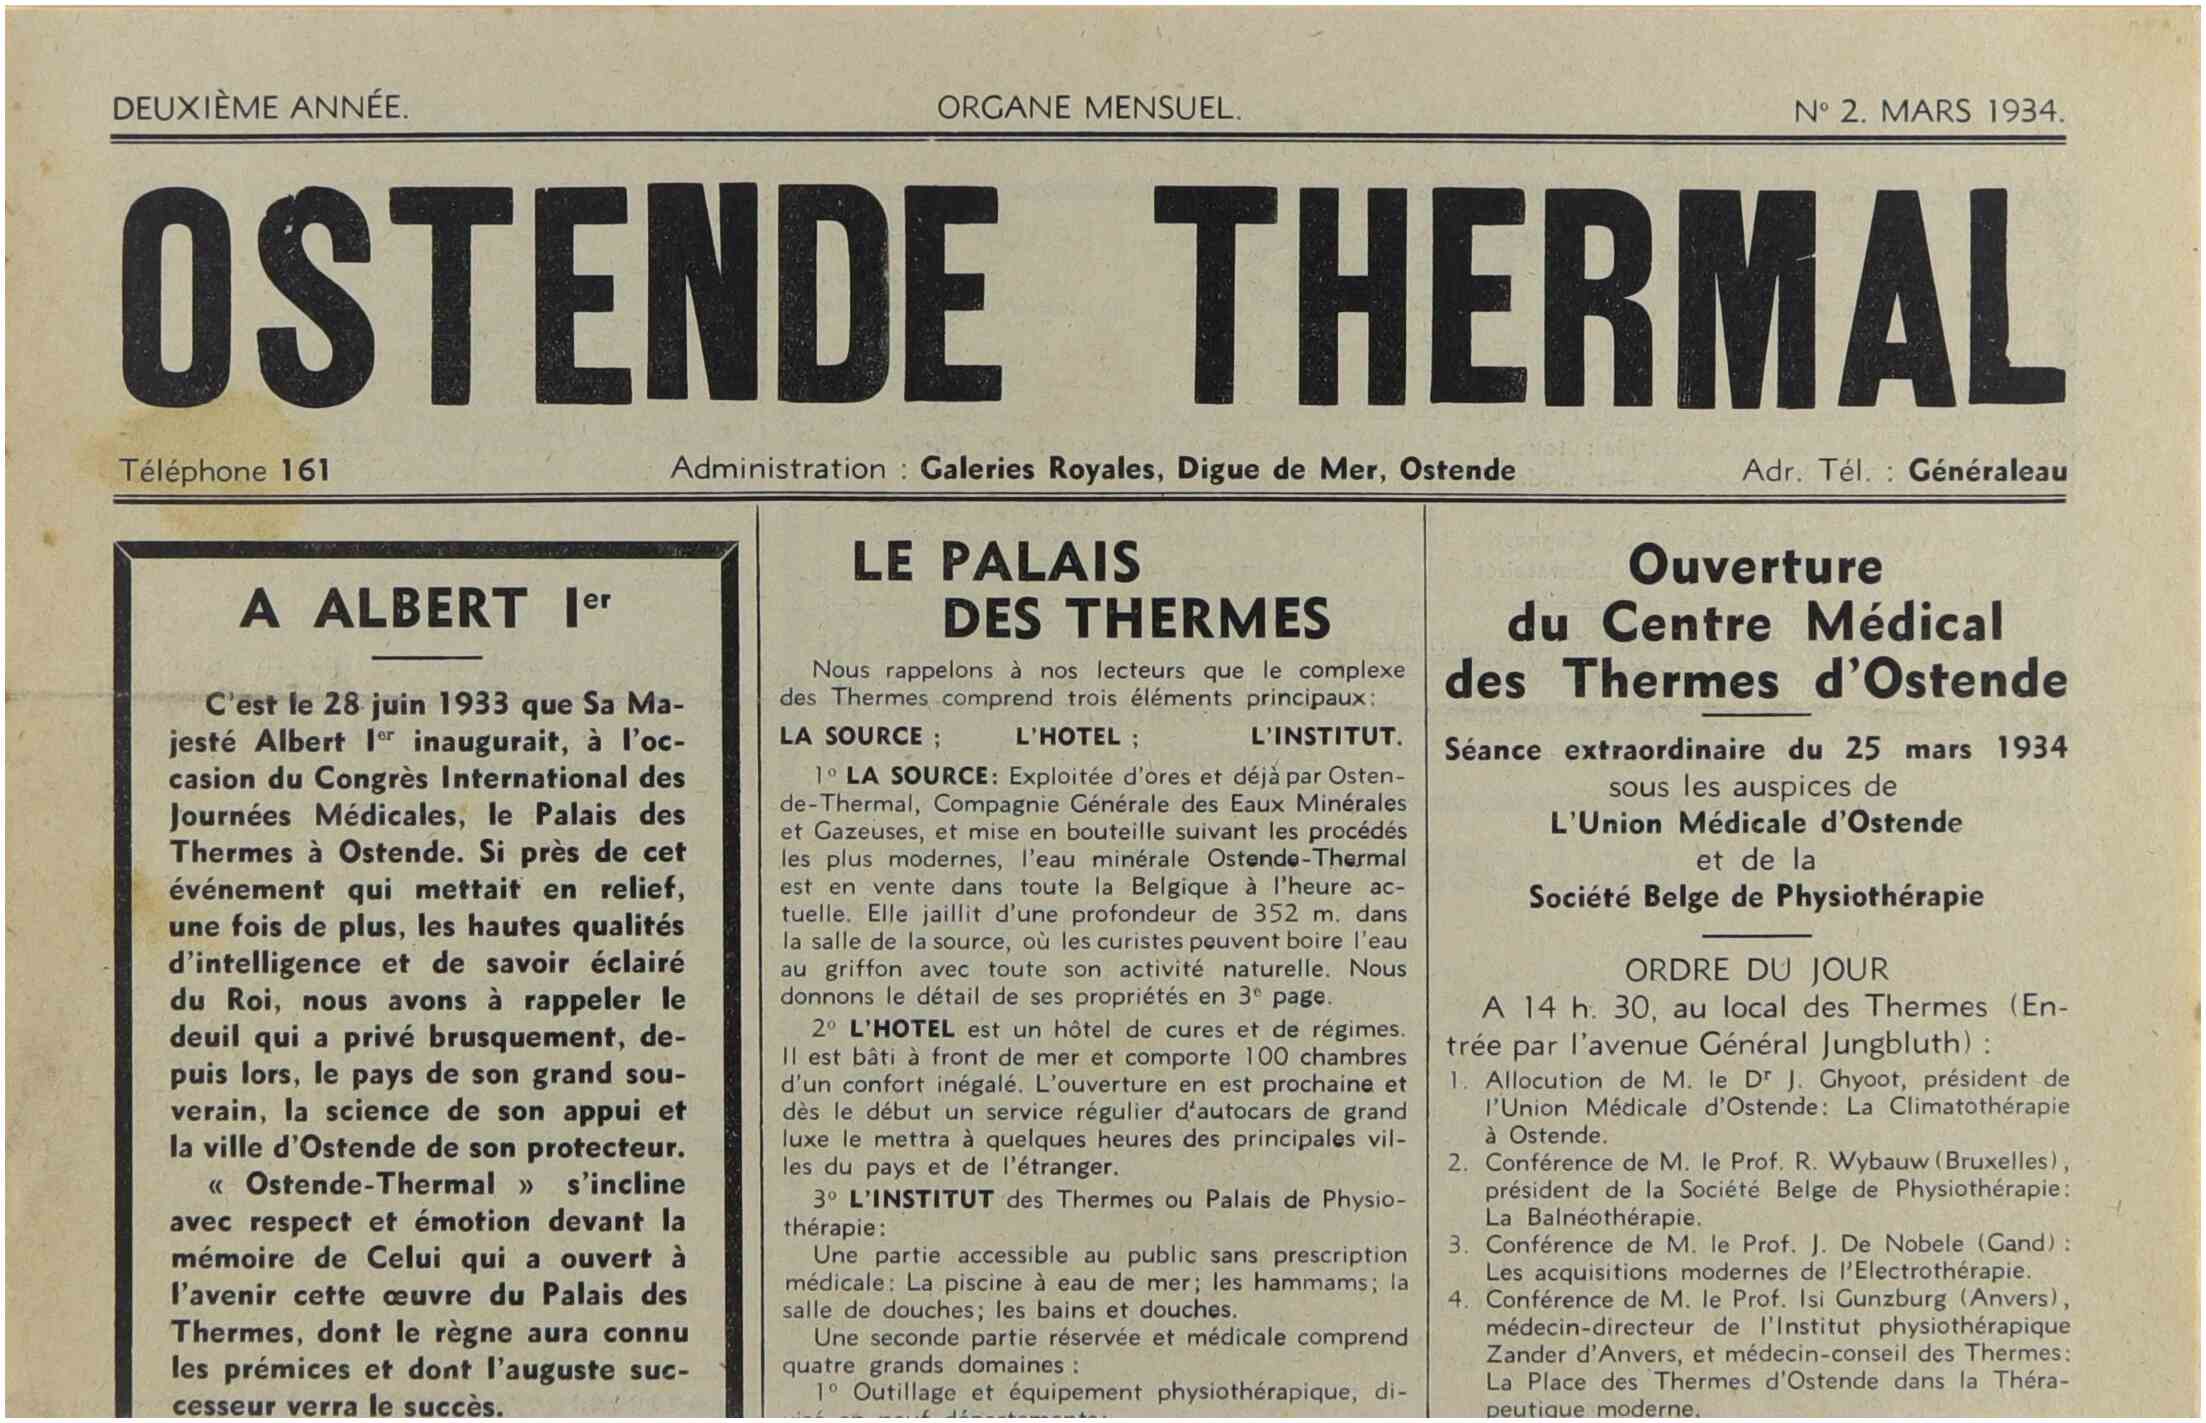 DEUXIÈME ANNÉE.
ORGANE MENSUEL.
Nº 2. MARS 1934.
OSTENDE THERMAL
Téléphone 161
Administration : Galeries Royales, Digue de Mer, Ostende
Adr. Tél. : Généraleau
A ALBERT Ier
C'est le 28 juin 1933 que Sa Ma-
jesté Albert Ier inaugurait, à l'oc-
casion du Congrès International des
Journées Médicales, le Palais des
Thermes à Ostende. Si près de cet
événement qui mettait en relief,
une fois de plus, les hautes qualités
d'intelligence et de savoir éclairé
du Roi, nous avons à rappeler le
deuil qui a privé brusquement, de-
puis lors, le pays de son grand sou-
verain, la science de son appui et
la ville d'Ostende de son protecteur.
« Ostende-Thermal » s'incline
avec respect et émotion devant la
mémoire de Celui qui a ouvert à
l'avenir cette œuvre du Palais des
Thermes, dont le règne aura connu
les prémices et dont l'auguste suc-
cesseur verra le succès.
LE PALAIS
DES THERMES
Nous rappelons à nos lecteurs que le complexe
des Thermes comprend trois éléments principaux:
LA SOURCE ; L'HOTEL ; L'INSTITUT.
1º LA SOURCE: Exploitée d'ores et déjà par Osten-
de-Thermal, Compagnie Générale des Eaux Minérales
et Gazeuses, et mise en bouteille suivant les procédés
les plus modernes, l'eau minérale Ostende-Thermal
est en vente dans toute la Belgique à l'heure ac-
tuelle. Elle jaillit d'une profondeur de 352 m. dans
la salle de la source, où les curistes peuvent boire l'eau
au griffon avec toute son activité naturelle. Nous
donnons le détail de ses propriétés en 3e page.
2º L'HOTEL est un hôtel de cures et de régimes.
Il est bâti à front de mer et comporte 100 chambres
d'un confort inégalé. L'ouverture en est prochaine et
dès le début un service régulier d'autocars de grand
luxe le mettra à quelques heures des principales vil-
les du pays et de l'étranger.
3º L'INSTITUT des Thermes ou Palais de Physio-
thérapie:
Une partie accessible au public sans prescription
médicale: La piscine à eau de mer; les hammams; la
salle de douches; les bains et douches.
Une seconde partie réservée et médicale comprend
quatre grands domaines :
1º Outillage et équipement physiothérapique, di-
Ouverture
du Centre Médical
des Thermes d'Ostende
Séance extraordinaire du 25 mars 1934
sous les auspices de
L'Union Médicale d'Ostende
et de la
Société Belge de Physiothérapie
ORDRE DU JOUR
A 14 h. 30, au local des Thermes (En-
trée par l'avenue Général Jungbluth) :
1. Allocution de M. le Dr J. Ghyoot, président de
l'Union Médicale d'Ostende: La Climatothérapie
à Ostende.
2. Conférence de M. le Prof. R. Wybauw (Bruxelles),
président de la Société Belge de Physiothérapie:
La Balnéothérapie.
3. Conférence de M. le Prof. J. De Nobele (Gand) :
Les acquisitions modernes de l'Electrothérapie.
4. Conférence de M. le Prof. Isi Gunzburg (Anvers),
médecin-directeur de l'Institut physiothérapique
Zander d'Anvers, et médecin-conseil des Thermes:
La Place des Thermes d'Ostende dans la Théra-
peutique moderne.